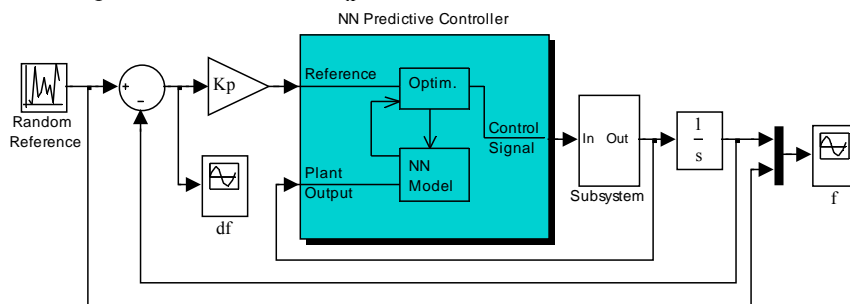 NN Predictive Controller
Random
Reference
+
−
Kp
df
Reference
Optim.
Control
Signal
Plant
Output
NN
Model
In Out
Subsystem
1
s
f